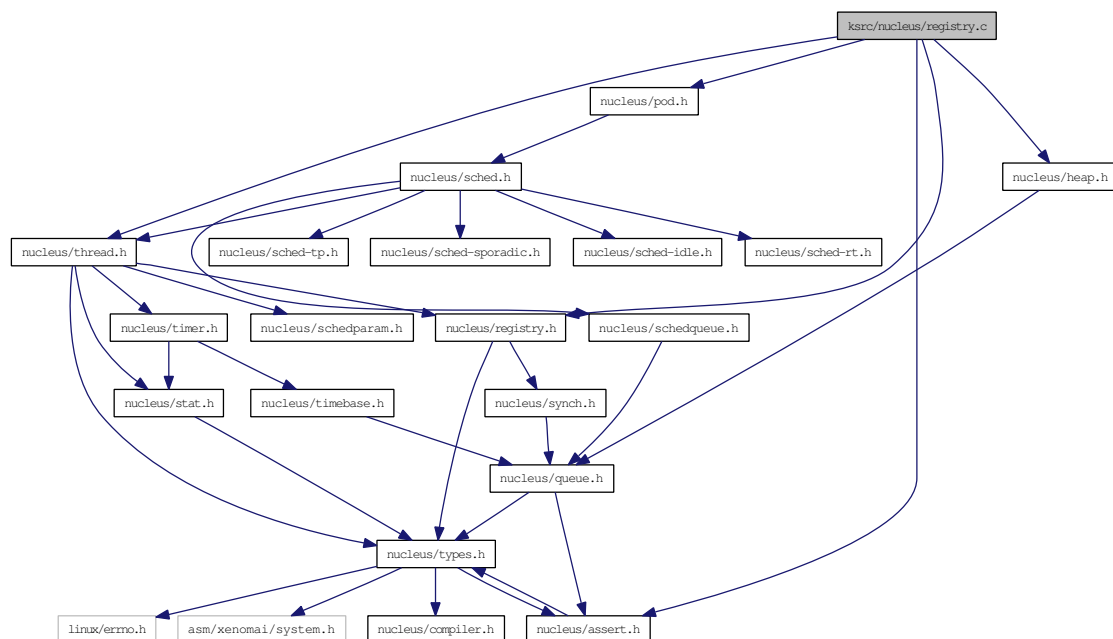 ksrc/nucleus/registry.c
nucleus/pod.h
nucleus/sched.h
nucleus/heap.h
nucleus/thread.h
nucleus/sched-tp.h
nucleus/sched-sporadic.h
nucleus/sched-idle.h
nucleus/sched-rt.h
nucleus/timer.h
nucleus/schedparam.h
nucleus/registry.h
nucleus/schedqueue.h
nucleus/stat.h
nucleus/timebase.h
nucleus/synch.h
nucleus/queue.h
nucleus/types.h
linux/errno.h
asm/xenomai/system.h
nucleus/compiler.h
nucleus/assert.h